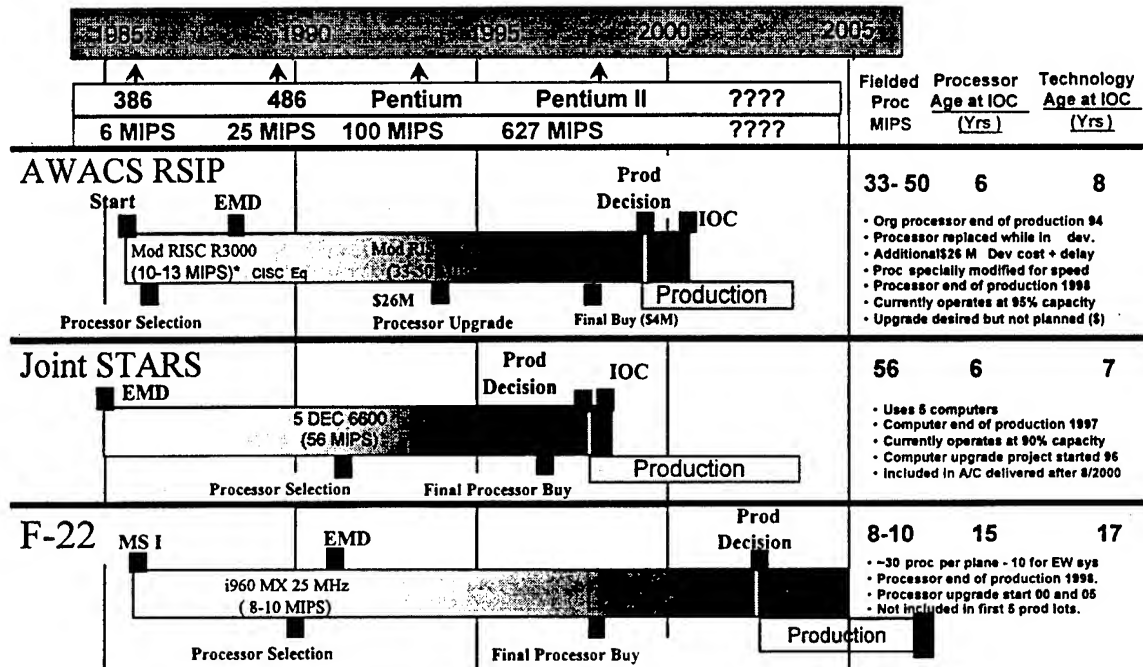 1985 1990 1995 2000 2005
386 486 Pentium Pentium II ????
6 MIPS 25 MIPS 100 MIPS 627 MIPS ????
Fielded Proc MIPS
Processor Age at IOC (Yrs)
Technology Age at IOC (Yrs)
AWACS RSIP
Start EMD
Prod Decision
IOC
Mod RISC R3000
(10-13 MIPS)* CISC Eq
Mod RIS
(33-50
$26M
Production
Processor Selection
Processor Upgrade
Final Buy ($4M)
33- 50 6 8
• Org processor end of production 94
• Processor replaced while in dev.
• Additional$26 M Dev cost + delay
• Proc specially modified for speed
• Processor end of production 1998
• Currently operates at 95% capacity
• Upgrade desired but not planned ($)
Joint STARS
EMD
Prod Decision
IOC
5 DEC 6600
(56 MIPS)
Production
Processor Selection
Final Processor Buy
56 6 7
• Uses 5 computers
• Computer end of production 1997
• Currently operates at 90% capacity
• Computer upgrade project started 96
• Included in A/C delivered after 8/2000
F-22
MS I
EMD
Prod Decision
i960 MX 25 MHz
( 8-10 MIPS)
Production
Processor Selection
Final Processor Buy
8-10 15 17
• ~30 proc per plane - 10 for EW sys
• Processor end of production 1998.
• Processor upgrade start 00 and 05
• Not included in first 5 prod lots.